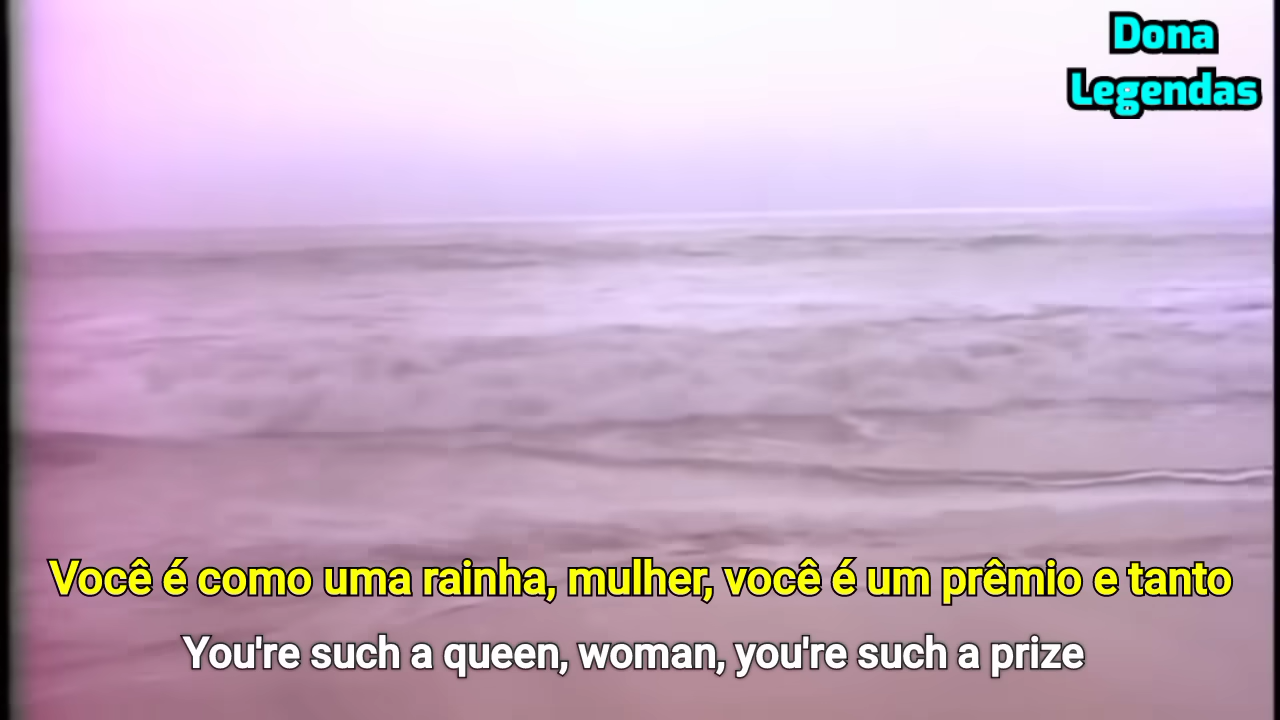 Dona
Legendas
Você é como uma rainha, mulher, você é um prêmio e tanto
You're such a queen, woman, you're such a prize